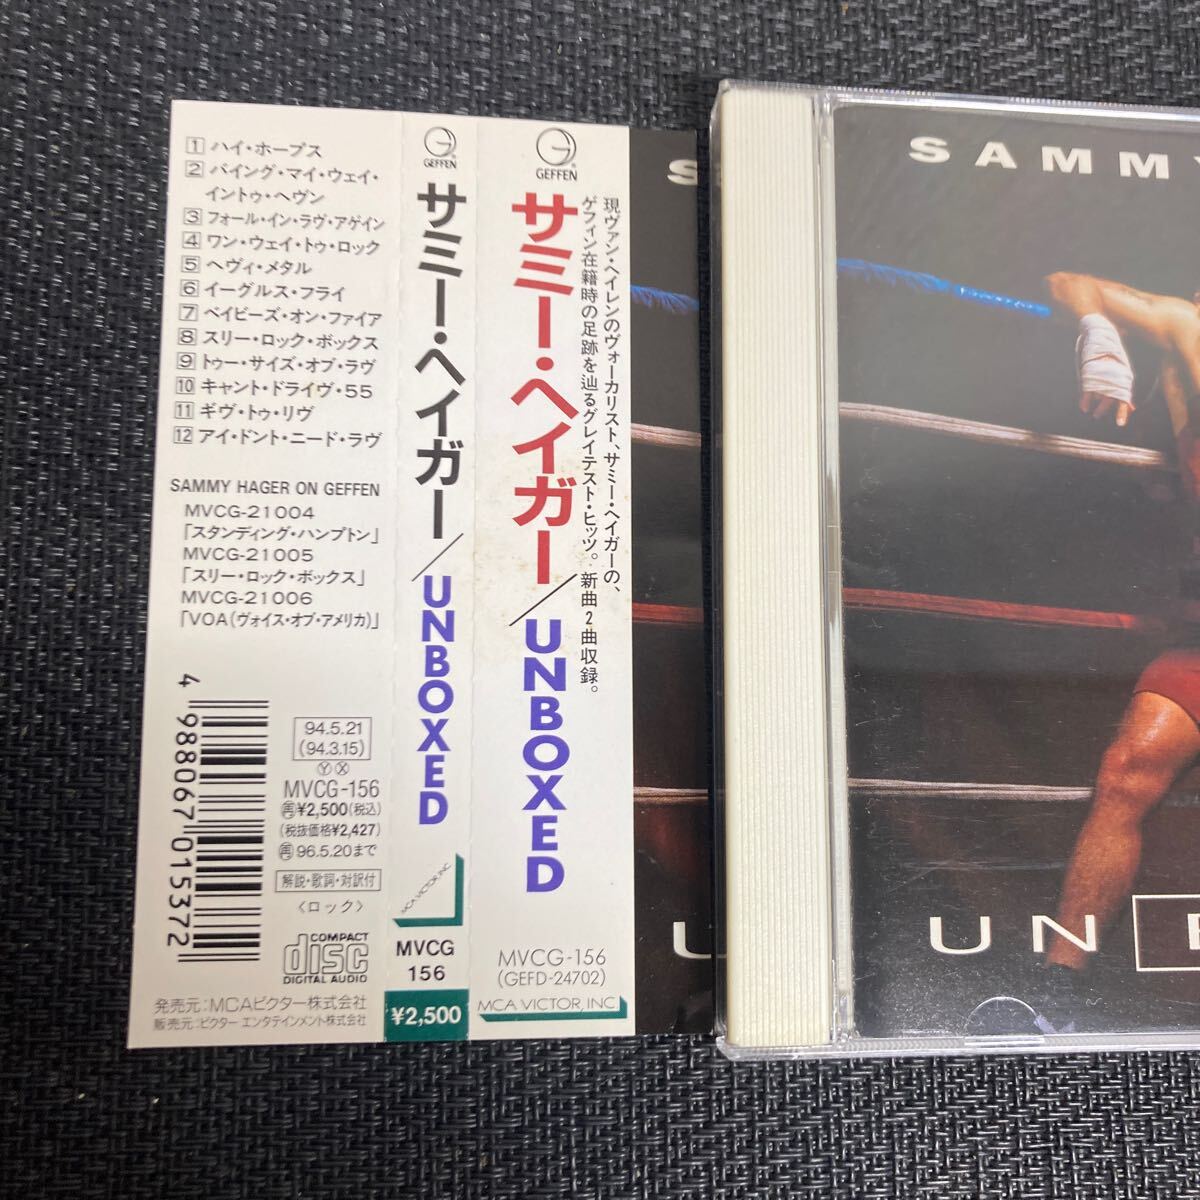 1 ハイ・ホープス
2 バイング・マイ・ウェイ・
イントゥ・ヘヴン
3 フォール・イン・ラヴ・アゲイン
4 ワン・ウェイ・トゥ・ロック
5 ヘヴィ・メタル
6 イーグルス・フライ
7 ベイビーズ・オン・ファイア
8 スリー・ロック・ボックス
9 トゥー・サイズ・オブ・ラヴ
10 キャント・ドライヴ・55
11 ギヴ・トゥ・リヴ
12 アイ・ドント・ニード・ラヴ
SAMMY HAGER ON GEFFEN
MVCG-21004
「スタンディング・ハンプトン」
MVCG-21005
「スリー・ロック・ボックス」
MVCG-21006
「VOA(ヴォイス・オブ・アメリカ)」
4 988067 015372
94.5.21
(94.3.15)
Ⓨ Ⓧ
MVCG-156
㊞¥2,500(税込)
(税抜価格¥2,427)
㊞96.5.20まで
解説・歌詞・対訳付
〈ロック〉
COMPACT
disc
DIGITAL AUDIO
発売元:MCAビクター株式会社
販売元:ビクター エンタテインメント株式会社
GEFFEN
サミー・ヘイガー/UNBOXED
MCA VICTOR, INC.
MVCG
156
¥2,500
GEFFEN
サミー・ヘイガー/UNBOXED
現ヴァン・ヘイレンのヴォーカリスト、サミー・ヘイガーの、
ゲフィン在籍時の足跡を辿るグレイテスト・ヒッツ。新曲2曲収録。
MVCG-156
(GEFD-24702)
MCA VICTOR, INC.
S
U
SAMMY
UN B